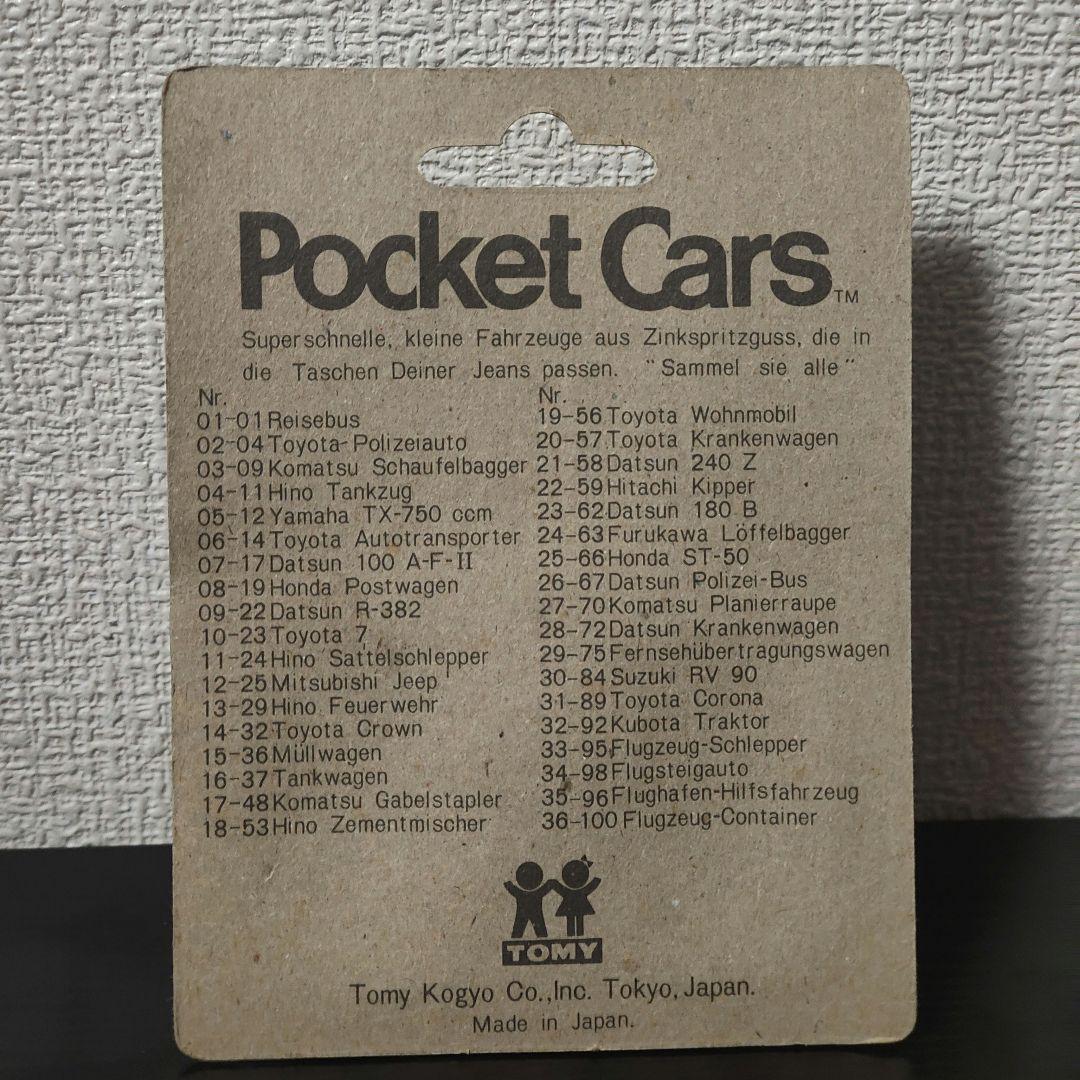 Pocket Cars™
Superschnelle, kleine Fahrzeuge aus Zinkspritzguss, die in
die Taschen Deiner Jeans passen. "Sammel sie alle"
Nr.
01-01 Reisebus
02-04 Toyota-Polizeiauto
03-09 Komatsu Schaufelbagger
04-11 Hino Tankzug
05-12 Yamaha TX-750 ccm
06-14 Toyota Autotransporter
07-17 Datsun 100 A-F-II
08-19 Honda Postwagen
09-22 Datsun R-382
10-23 Toyota 7
11-24 Hino Sattelschlepper
12-25 Mitsubishi Jeep
13-29 Hino Feuerwehr
14-32 Toyota Crown
15-36 Müllwagen
16-37 Tankwagen
17-48 Komatsu Gabelstapler
18-53 Hino Zementmischer
Nr.
19-56 Toyota Wohnmobil
20-57 Toyota Krankenwagen
21-58 Datsun 240 Z
22-59 Hitachi Kipper
23-62 Datsun 180 B
24-63 Furukawa Löffelbagger
25-66 Honda ST-50
26-67 Datsun Polizei-Bus
27-70 Komatsu Planierraupe
28-72 Datsun Krankenwagen
29-75 Fernsehübertragungswagen
30-84 Suzuki RV 90
31-89 Toyota Corona
32-92 Kubota Traktor
33-95 Flugzeug-Schlepper
34-98 Flugsteigauto
35-96 Flughafen-Hilfsfahrzeug
36-100 Flugzeug-Container
TOMY
Tomy Kogyo Co.,Inc. Tokyo, Japan.
Made in Japan.